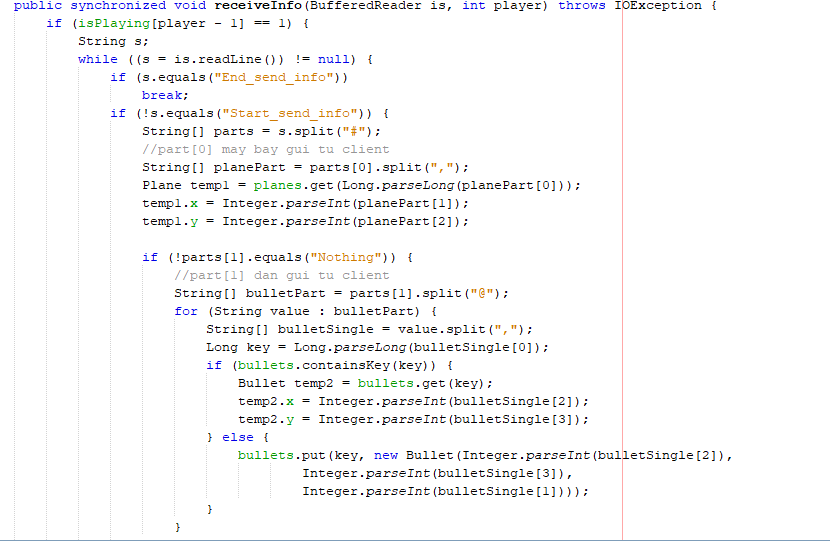 public synchronized void receiveInfo(BufferedReader is, int player) throws IOException {
    if (isPlaying[player - 1] == 1) {
        String s;
        while ((s = is.readLine()) != null) {
            if (s.equals("End_send_info"))
                break;
            if (!s.equals("Start_send_info")) {
                String[] parts = s.split("#");
                //part[0] may bay gui tu client
                String[] planePart = parts[0].split(",");
                Plane temp1 = planes.get(Long.parseLong(planePart[0]));
                temp1.x = Integer.parseInt(planePart[1]);
                temp1.y = Integer.parseInt(planePart[2]);

                if (!parts[1].equals("Nothing")) {
                    //part[1] dan gui tu client
                    String[] bulletPart = parts[1].split("@");
                    for (String value : bulletPart) {
                        String[] bulletSingle = value.split(",");
                        Long key = Long.parseLong(bulletSingle[0]);
                        if (bullets.containsKey(key)) {
                            Bullet temp2 = bullets.get(key);
                            temp2.x = Integer.parseInt(bulletSingle[2]);
                            temp2.y = Integer.parseInt(bulletSingle[3]);
                        } else {
                            bullets.put(key, new Bullet(Integer.parseInt(bulletSingle[2]),
                                    Integer.parseInt(bulletSingle[3]),
                                    Integer.parseInt(bulletSingle[1])));
                        }
                    }